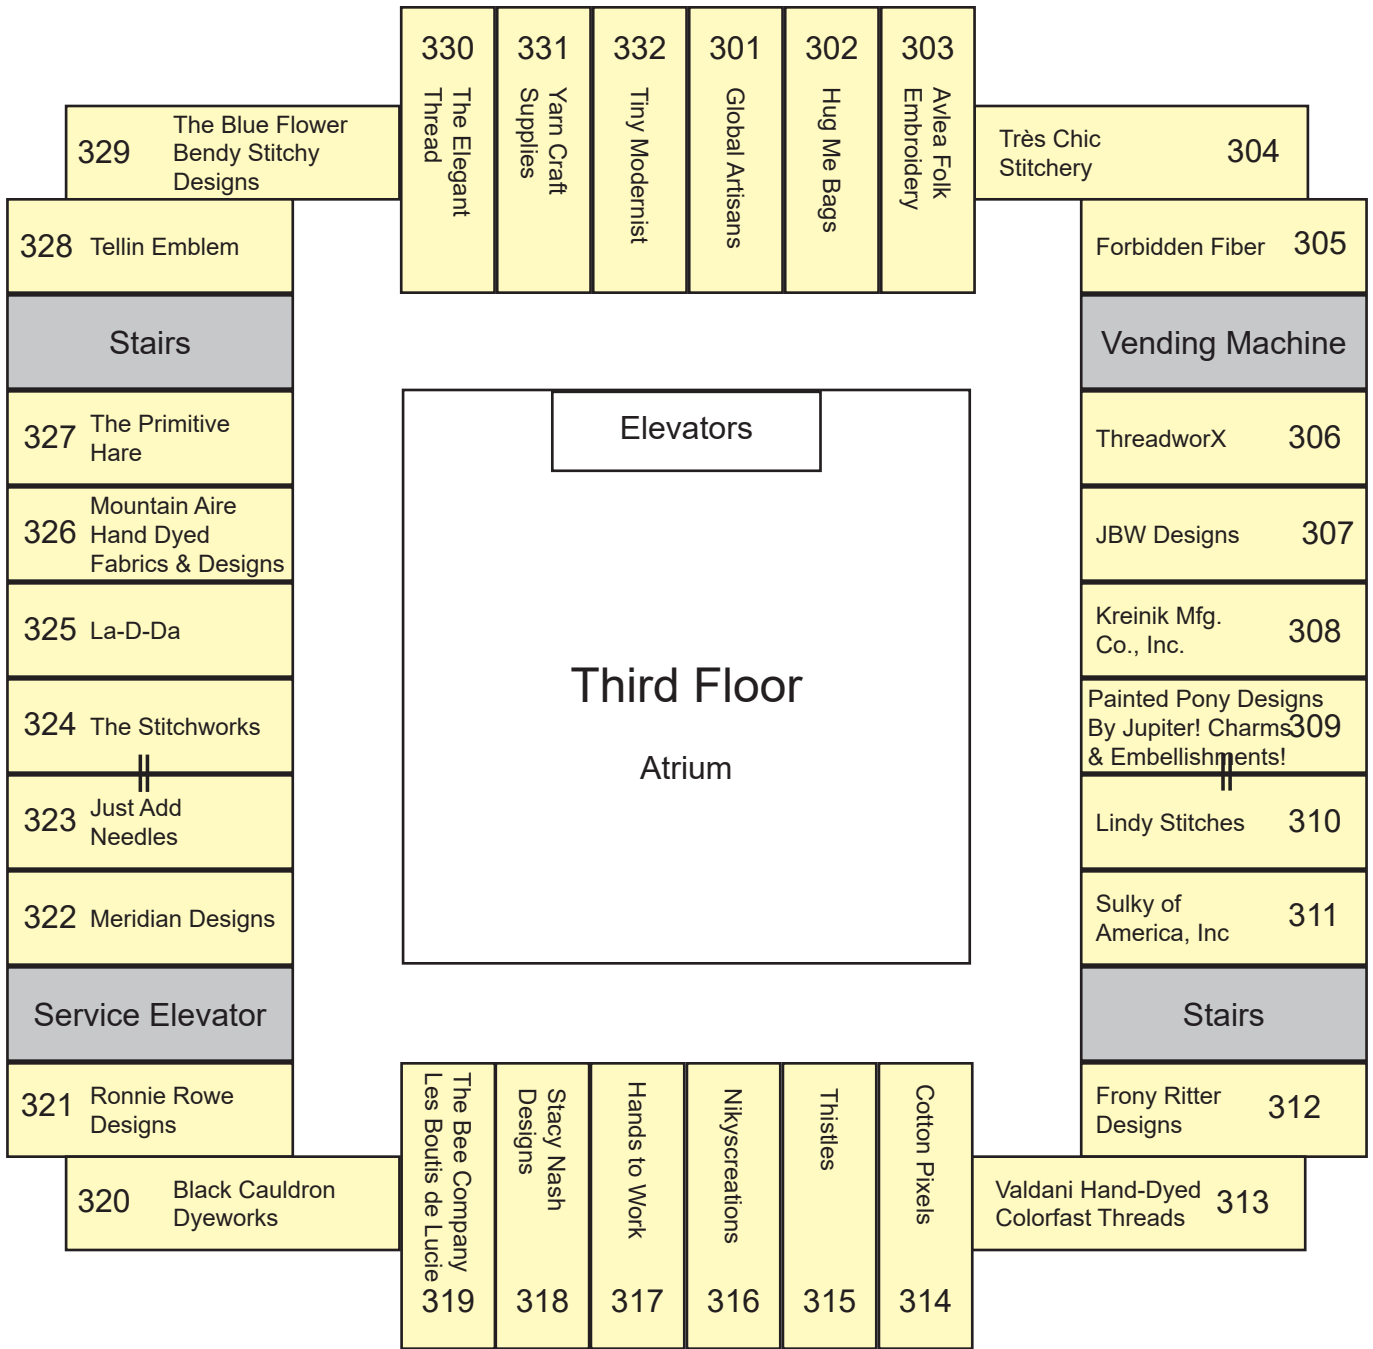 330
The Elegant
Thread
331
Yarn Craft
Supplies
332
Tiny Modernist
301
Global Artisans
302
Hug Me Bags
303
Avlea Folk
Embroidery
329
The Blue Flower
Bendy Stitchy
Designs
Très Chic
Stitchery
304
328
Tellin Emblem
Forbidden Fiber
305
Stairs
Vending Machine
327
The Primitive
Hare
Elevators
ThreadworX
306
326
Mountain Aire
Hand Dyed
Fabrics & Designs
JBW Designs
307
325
La-D-Da
Kreinik Mfg.
Co., Inc.
308
Third Floor
Atrium
324
The Stitchworks
Painted Pony Designs
By Jupiter! Charms
& Embellishments!
309
323
Just Add
Needles
Lindy Stitches
310
322
Meridian Designs
Sulky of
America, Inc
311
Service Elevator
Stairs
321
Ronnie Rowe
Designs
Frony Ritter
Designs
312
320
Black Cauldron
Dyeworks
The Bee Company
Les Boutis de Lucie
319
Stacy Nash
Designs
318
Hands to Work
317
Nikyscreations
316
Thistles
315
Cotton Pixels
314
Valdani Hand-Dyed
Colorfast Threads
313